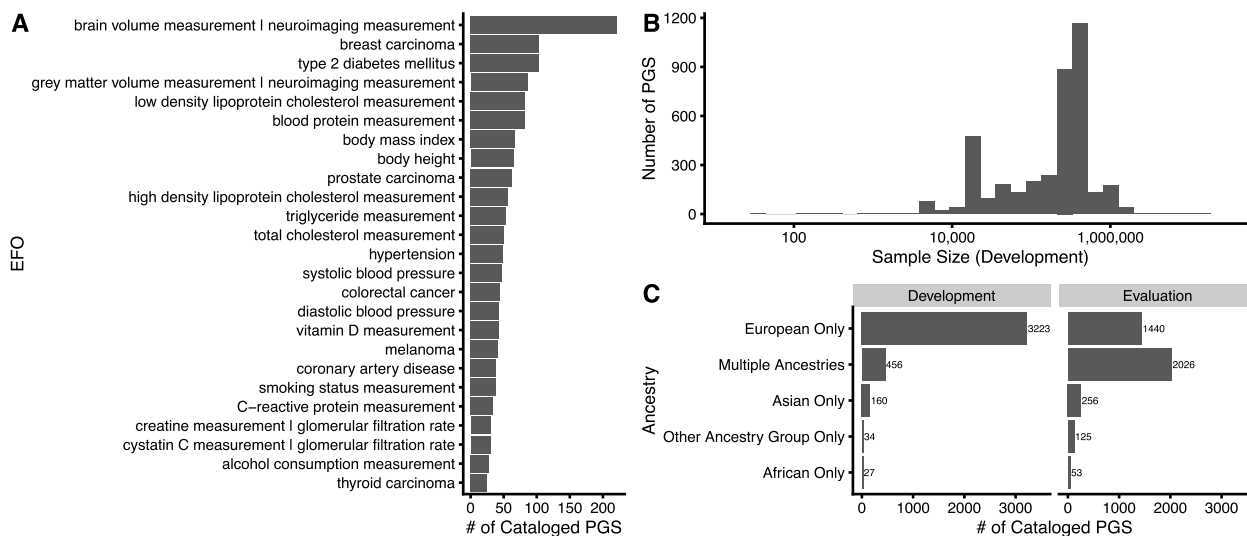 A
EFO
brain volume measurement | neuroimaging measurement
breast carcinoma
type 2 diabetes mellitus
grey matter volume measurement | neuroimaging measurement
low density lipoprotein cholesterol measurement
blood protein measurement
body mass index
body height
prostate carcinoma
high density lipoprotein cholesterol measurement
triglyceride measurement
total cholesterol measurement
hypertension
systolic blood pressure
colorectal cancer
diastolic blood pressure
vitamin D measurement
melanoma
coronary artery disease
smoking status measurement
C−reactive protein measurement
creatine measurement | glomerular filtration rate
cystatin C measurement | glomerular filtration rate
alcohol consumption measurement
thyroid carcinoma
0 50 100 150 200
# of Cataloged PGS
B
Number of PGS
1200
900
600
300
0
100 10,000 1,000,000
Sample Size (Development)
C
Development Evaluation
Ancestry
European Only 3223 1440
Multiple Ancestries 456 2026
Asian Only 160 256
Other Ancestry Group Only 34 125
African Only 27 53
0 1000 2000 3000 0 1000 2000 3000
# of Cataloged PGS